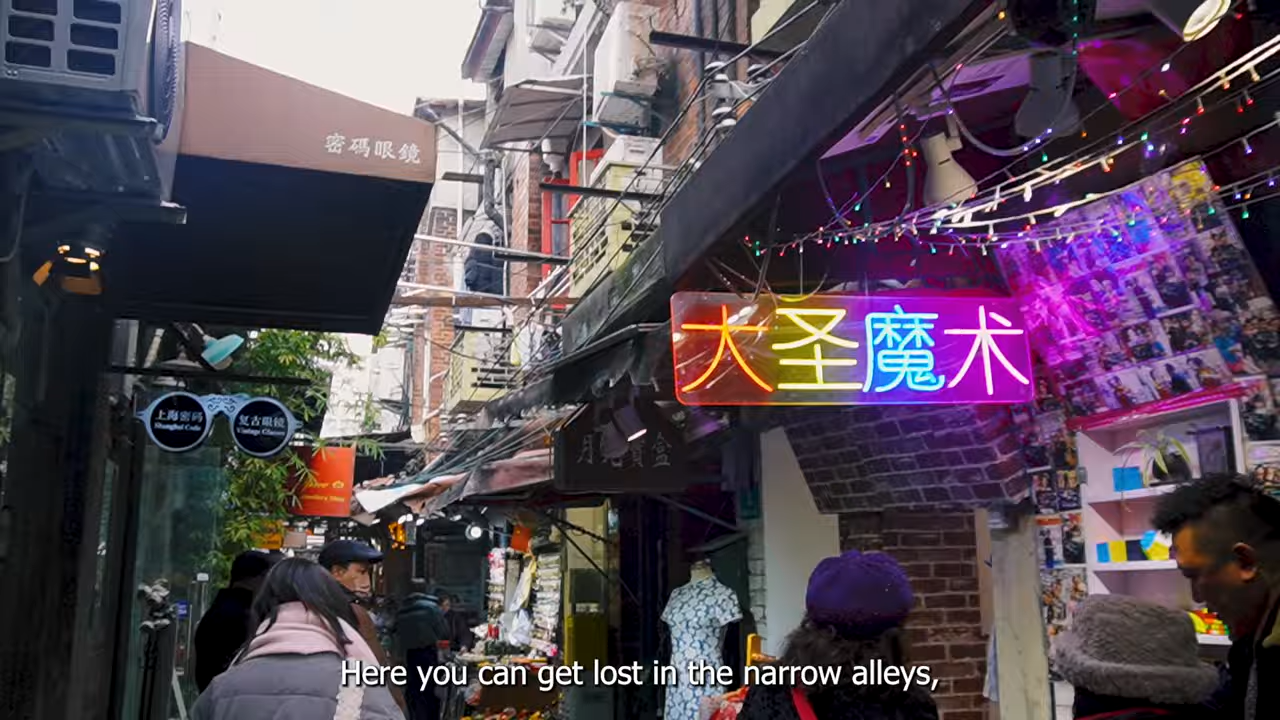 密碼眼鏡
大圣魔术
上海密码
Shanghai Code
复古眼镜
Vintage Glasses
Here you can get lost in the narrow alleys,